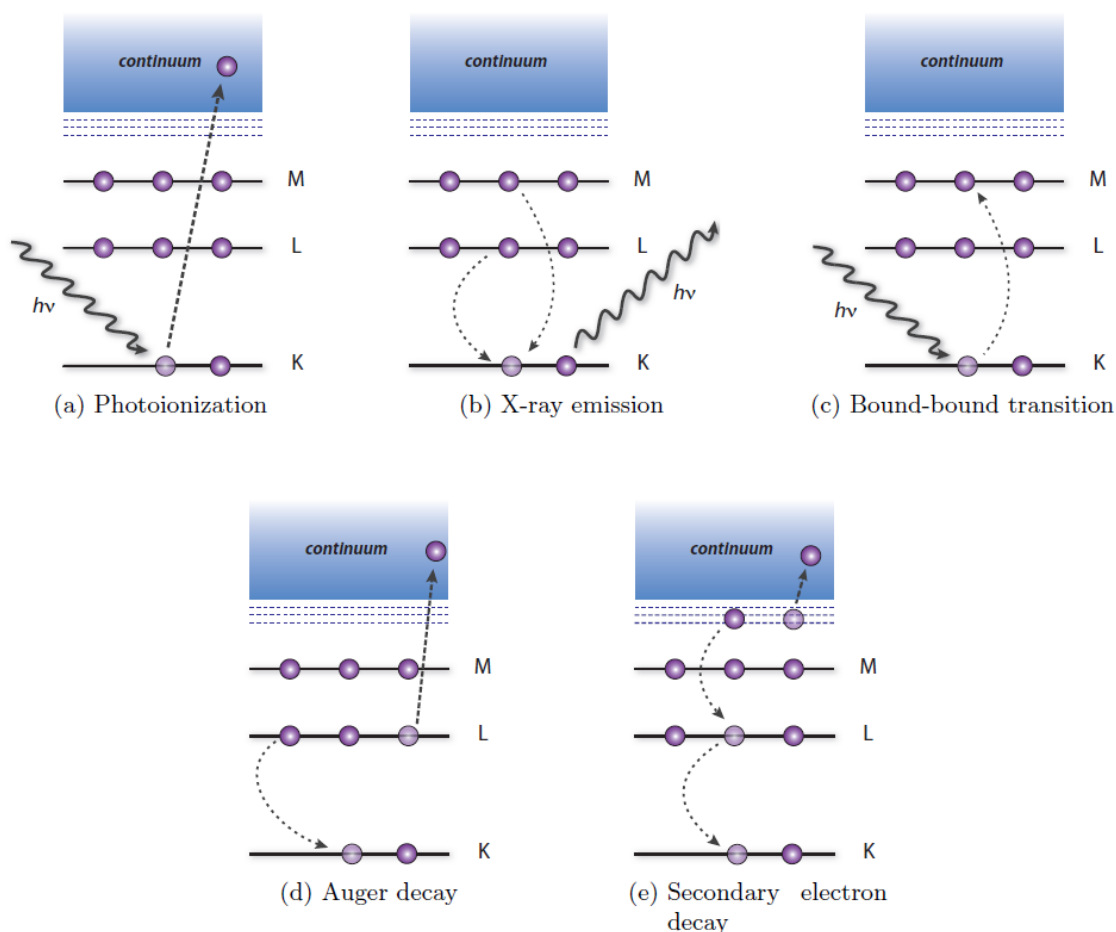 continuum
continuum
continuum
M
M
M
L
L
L
hν
hν
hν
K
K
K
(a) Photoionization
(b) X-ray emission
(c) Bound-bound transition
continuum
continuum
M
M
L
L
K
K
(d) Auger decay
(e) Secondary electron
decay